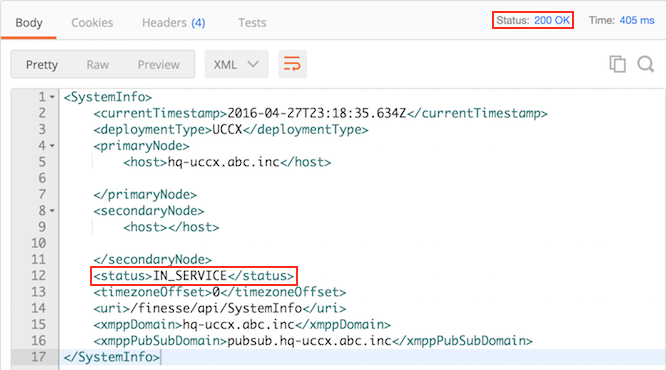 Body Cookies Headers (4) Tests Status: 200 OK Time: 405 ms
Pretty Raw Preview XML
1 <SystemInfo>
2 <currentTimestamp>2016-04-27T23:18:35.634Z</currentTimestamp>
3 <deploymentType>UCCX</deploymentType>
4 <primaryNode>
5 <host>hq-uccx.abc.inc</host>
6
7 </primaryNode>
8 <secondaryNode>
9 <host></host>
10
11 </secondaryNode>
12 <status>IN_SERVICE</status>
13 <timezoneOffset>0</timezoneOffset>
14 <uri>/finesse/api/SystemInfo</uri>
15 <xmppDomain>hq-uccx.abc.inc</xmppDomain>
16 <xmppPubSubDomain>pubsub.hq-uccx.abc.inc</xmppPubSubDomain>
17 </SystemInfo>